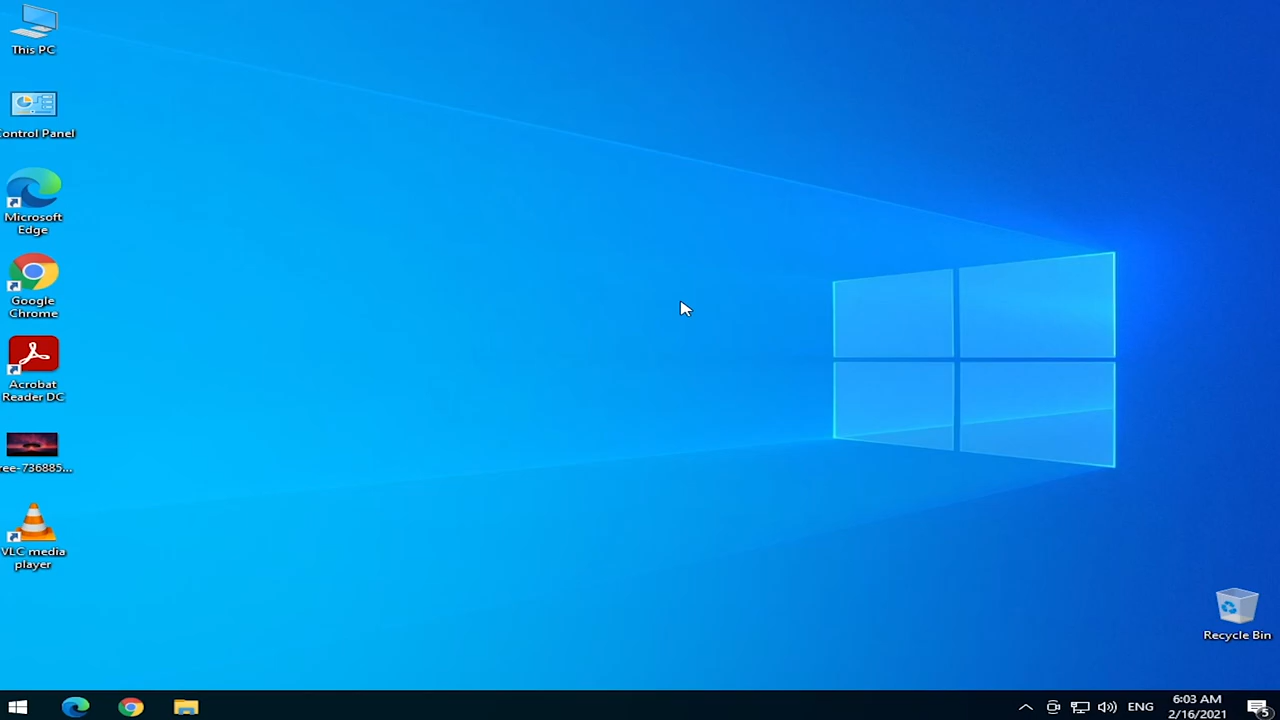 This PC
Control Panel
Microsoft
Edge
Google
Chrome
Acrobat
Reader DC
ree-736885...
VLC media
player
Recycle Bin
ENG
6:03 AM
2/16/2021
5